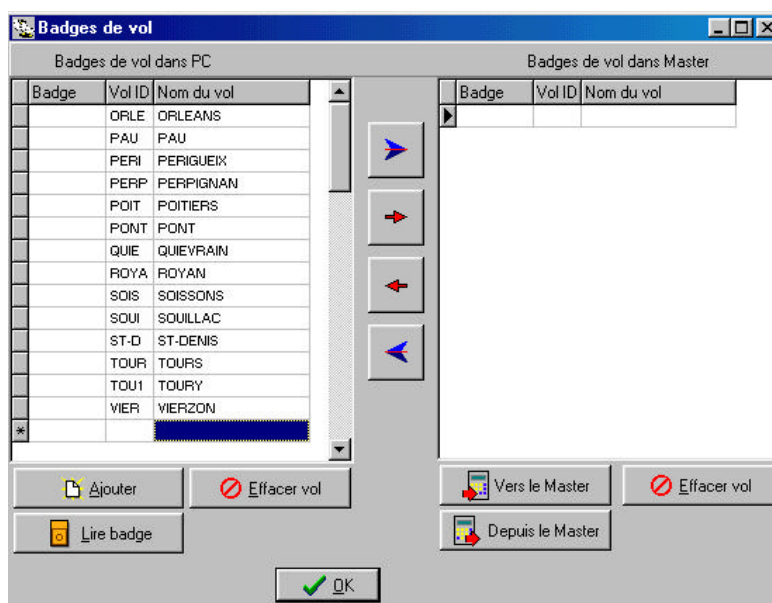 Badges de vol
Badges de vol dans PC
Badges de vol dans Master
Badge Vol ID Nom du vol
ORLE ORLEANS
PAU PAU
PERI PERIGUEIX
PERP PERPIGNAN
POIT POITIERS
PONT PONT
QUIE QUIEVRAIN
ROYA ROYAN
SOIS SOISSONS
SOUI SOUILLAC
ST-D ST-DENIS
TOUR TOURS
TOU1 TOURY
VIER VIERZON
*
Badge Vol ID Nom du vol
Ajouter
Effacer vol
Lire badge
Vers le Master
Effacer vol
Depuis le Master
OK